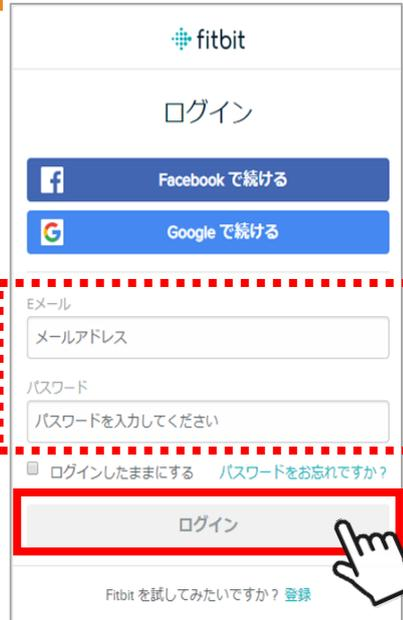 fitbit
ログイン
Facebook で続ける
Google で続ける
Eメール
メールアドレス
パスワード
パスワードを入力してください
ログインしたままにする パスワードをお忘れですか?
ログイン
Fitbit を試してみたいですか? 登録